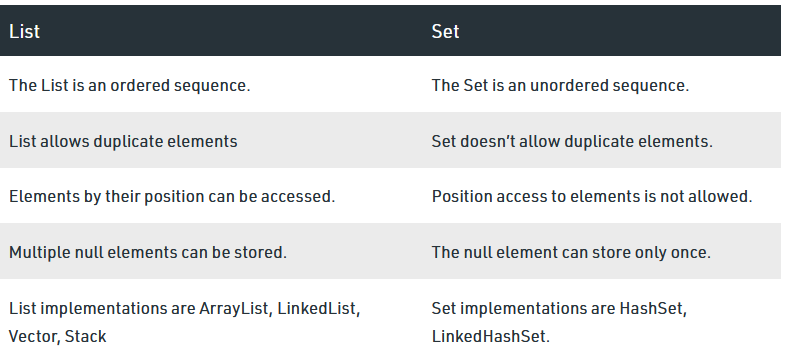 List Set
The List is an ordered sequence. The Set is an unordered sequence.
List allows duplicate elements Set doesn’t allow duplicate elements.
Elements by their position can be accessed. Position access to elements is not allowed.
Multiple null elements can be stored. The null element can store only once.
List implementations are ArrayList, LinkedList, Set implementations are HashSet,
Vector, Stack LinkedHashSet.